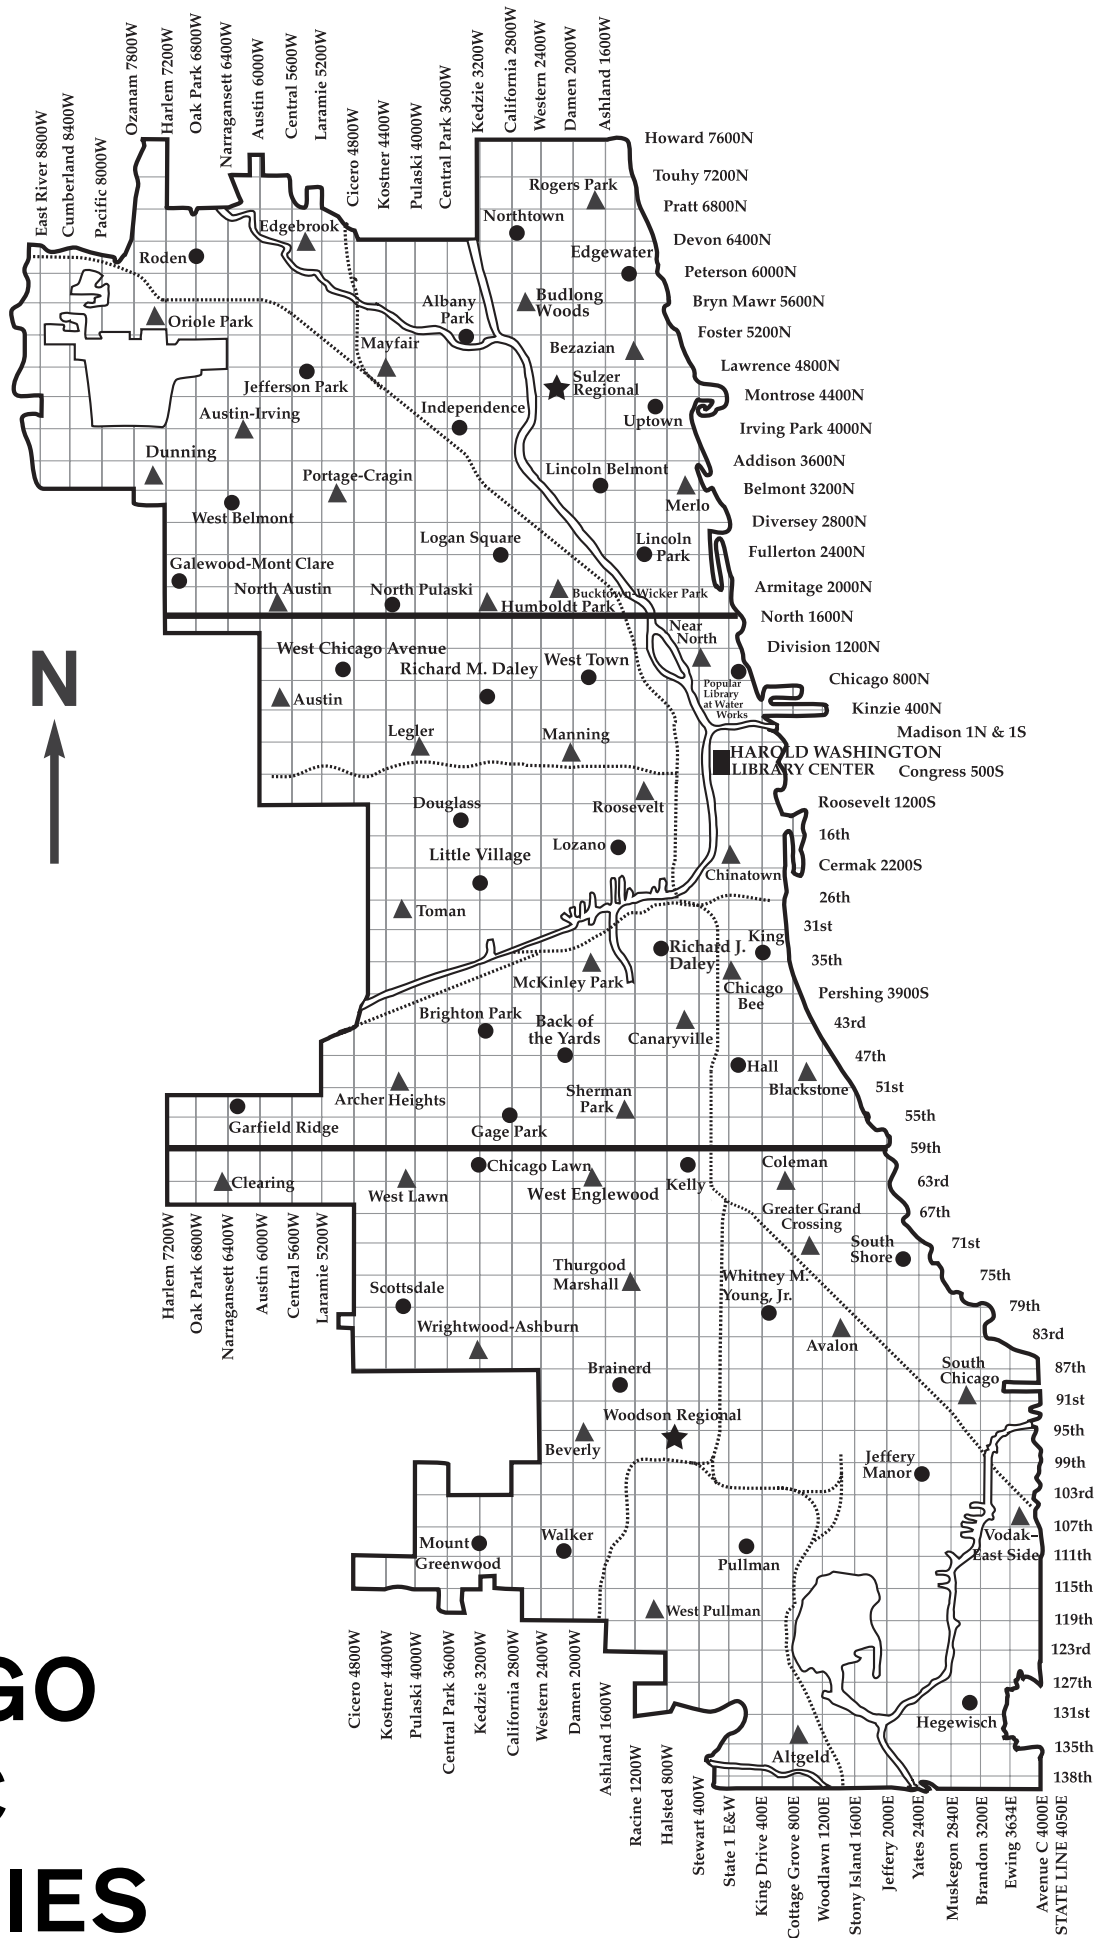 East River 8800W
Cumberland 8400W
Pacific 8000W
Ozanam 7800W
Harlem 7200W
Oak Park 6800W
Narragansett 6400W
Austin 6000W
Central 5600W
Laramie 5200W
Cicero 4800W
Kostner 4400W
Pulaski 4000W
Central Park 3600W
Kedzie 3200W
California 2800W
Western 2400W
Damen 2000W
Ashland 1600W
Howard 7600N
Touhy 7200N
Pratt 6800N
Devon 6400N
Peterson 6000N
Bryn Mawr 5600N
Foster 5200N
Lawrence 4800N
Montrose 4400N
Irving Park 4000N
Addison 3600N
Belmont 3200N
Diversey 2800N
Fullerton 2400N
Armitage 2000N
North 1600N
Division 1200N
Chicago 800N
Kinzie 400N
Madison 1N & 1S
Congress 500S
Roosevelt 1200S
16th
Cermak 2200S
26th
31st
35th
Pershing 3900S
43rd
47th
51st
55th
59th
63rd
67th
71st
75th
79th
83rd
87th
91st
95th
99th
103rd
107th
111th
115th
119th
123rd
127th
131st
135th
138th
Rogers Park
Northtown
Edgebrook
Roden
Edgewater
Albany
Park
Budlong
Woods
Oriole Park
Mayfair
Bezazian
Jefferson Park
Sulzer
Regional
Austin-Irving
Independence
Uptown
Dunning
Portage-Cragin
Lincoln Belmont
Merlo
West Belmont
Logan Square
Lincoln
Park
Galewood-Mont Clare
North Austin
North Pulaski
Humboldt Park
Bucktown-Wicker Park
Near
North
West Chicago Avenue
Richard M. Daley
West Town
Popular
Library
at Water
Works
N
Austin
Legler
Manning
HAROLD WASHINGTON
LIBRARY CENTER
Douglass
Roosevelt
Little Village
Lozano
Chinatown
Toman
Richard J.
Daley
King
McKinley Park
Chicago
Bee
Brighton Park
Back of
the Yards
Canaryville
Hall
Archer Heights
Sherman
Park
Blackstone
Garfield Ridge
Gage Park
Chicago Lawn
Coleman
Clearing
West Lawn
West Englewood
Kelly
Greater Grand
Crossing
South
Shore
Thurgood
Marshall
Whitney M.
Young, Jr.
Scottsdale
Wrightwood-Ashburn
Avalon
Brainerd
South
Chicago
Woodson Regional
Beverly
Jeffery
Manor
Mount
Greenwood
Walker
Pullman
Vodak-
East Side
West Pullman
Hegewisch
Altgeld
Harlem 7200W
Oak Park 6800W
Narragansett 6400W
Austin 6000W
Central 5600W
Laramie 5200W
Cicero 4800W
Kostner 4400W
Pulaski 4000W
Central Park 3600W
Kedzie 3200W
California 2800W
Western 2400W
Damen 2000W
Ashland 1600W
Racine 1200W
Halsted 800W
Stewart 400W
State 1 E&W
King Drive 400E
Cottage Grove 800E
Woodlawn 1200E
Stony Island 1600E
Jeffery 2000E
Yates 2400E
Muskegon 2840E
Brandon 3200E
Ewing 3634E
Avenue C 4000E
STATE LINE 4050E
GO
C
IES